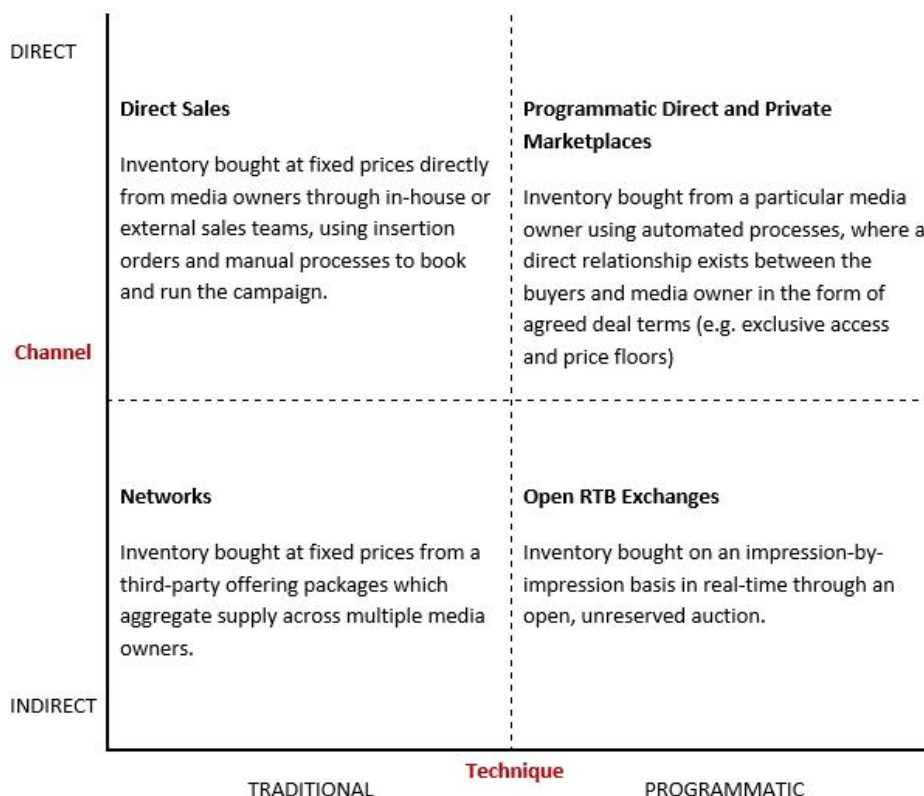 DIRECT
Direct Sales
Inventory bought at fixed prices directly
from media owners through in-house or
external sales teams, using insertion
orders and manual processes to book
and run the campaign.
Programmatic Direct and Private
Marketplaces
Inventory bought from a particular media
owner using automated processes, where a
direct relationship exists between the
buyers and media owner in the form of
agreed deal terms (e.g. exclusive access
and price floors)
Channel
Networks
Inventory bought at fixed prices from a
third-party offering packages which
aggregate supply across multiple media
owners.
Open RTB Exchanges
Inventory bought on an impression-by-
impression basis in real-time through an
open, unreserved auction.
INDIRECT
Technique
TRADITIONAL
PROGRAMMATIC